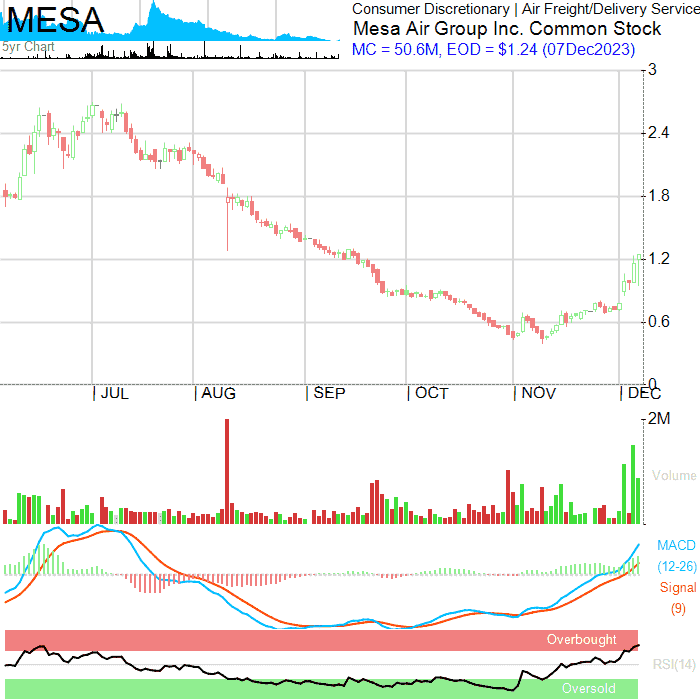 MESA
5yr Chart
Consumer Discretionary | Air Freight/Delivery Service
Mesa Air Group Inc. Common Stock
MC = 50.6M, EOD = $1.24 (07Dec2023)
3
2.4
1.8
1.2
0.6
0
| JUL | AUG | SEP | OCT | NOV | DEC
2M
Volume
MACD
(12-26)
Signal
(9)
Overbought
RSI(14)
Oversold